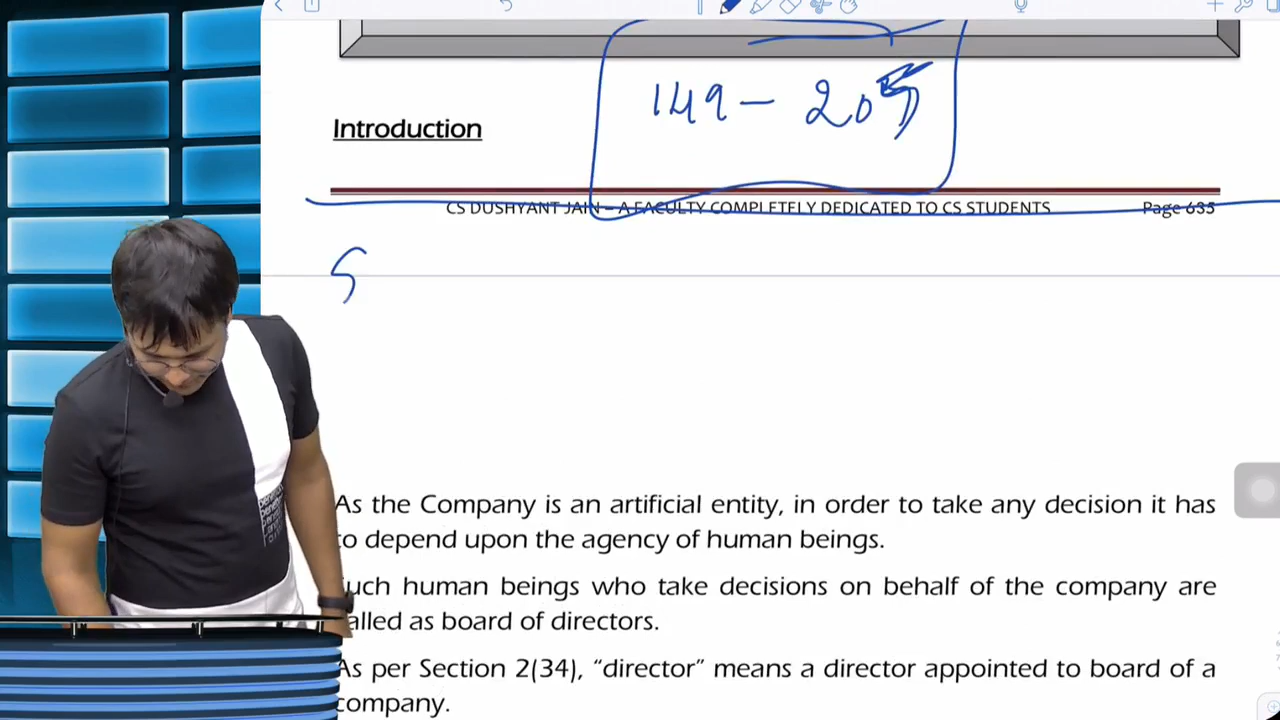 149 - 205
Introduction
CS DUSHYANT JAIN – A FACULTY COMPLETELY DEDICATED TO CS STUDENTS Page 635
S
As the Company is an artificial entity, in order to take any decision it has
to depend upon the agency of human beings.
uch human beings who take decisions on behalf of the company are
alled as board of directors.
As per Section 2(34), “director” means a director appointed to board of a
company.